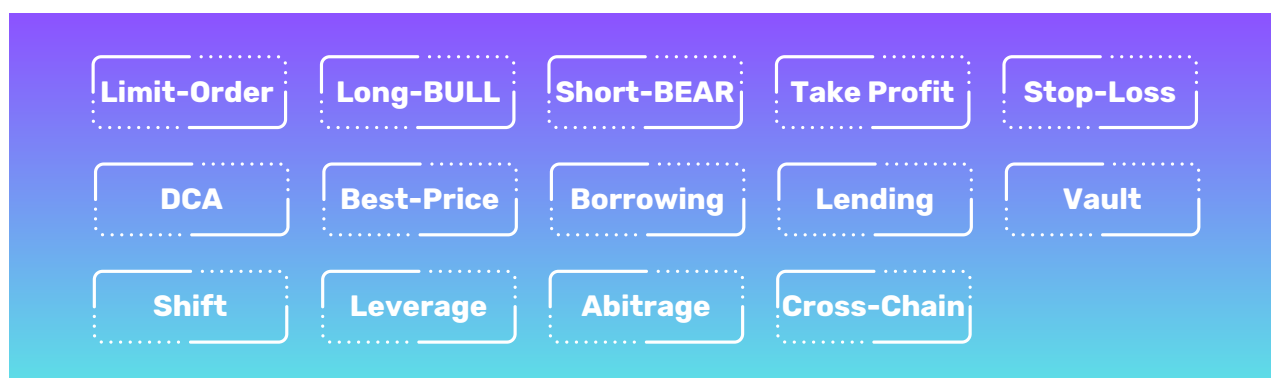 Limit-Order Long-BULL Short-BEAR Take Profit Stop-Loss
DCA Best-Price Borrowing Lending Vault
Shift Leverage Abitrage Cross-Chain